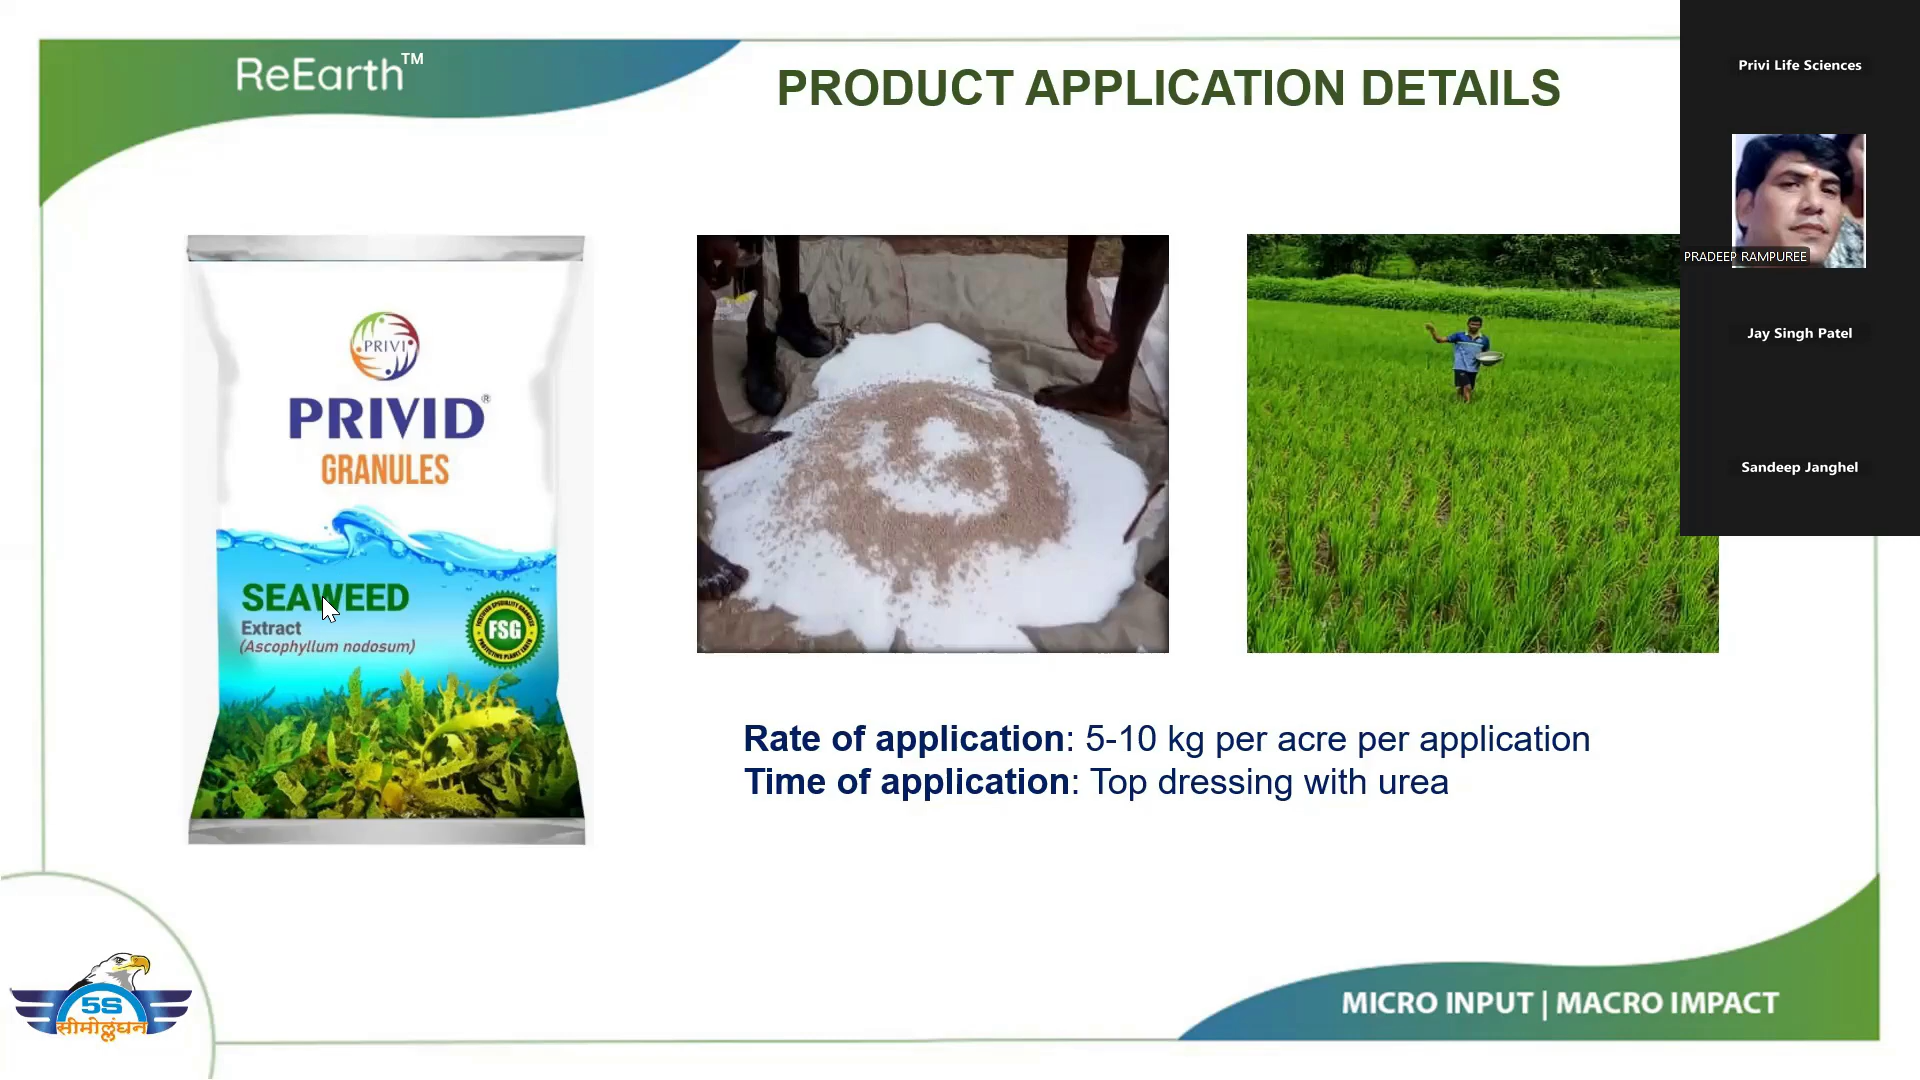 ReEarth™
PRODUCT APPLICATION DETAILS
PRIVI
PRIVID®
GRANULES
SEAWEED
Extract
(Ascophyllum nodosum)
FSG
Rate of application: 5-10 kg per acre per application
Time of application: Top dressing with urea
5S
सीमोल्लंघन
MICRO INPUT | MACRO IMPACT
Privi Life Sciences
PRADEEP RAMPUREE
Jay Singh Patel
Sandeep Janghel